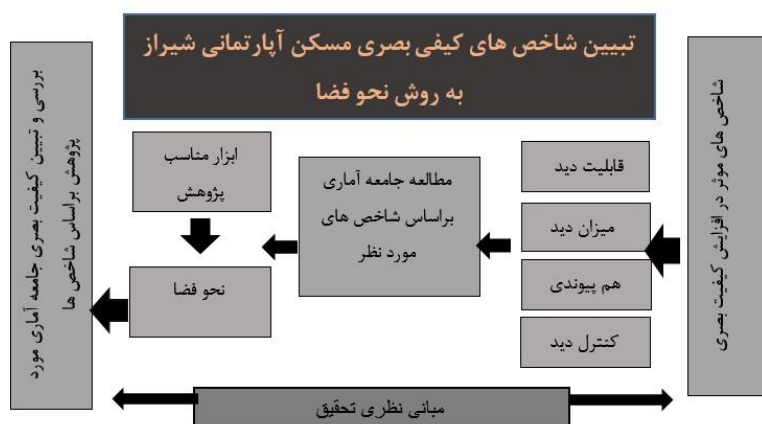 تبیین شاخص های کیفی بصری مسکن آپارتمانی شیراز
به روش نحو فضا
شاخص های موثر در افزایش کیفیت بصری
قابلیت دید
میزان دید
هم پیوندی
کنترل دید
مطالعه جامعه آماری
براساس شاخص های
مورد نظر
ابزار مناسب
پژوهش
نحو فضا
بررسی و تبیین کیفیت بصری جامعه آماری مورد
پژوهش براساس شاخص ها
مبانی نظری تحقیق